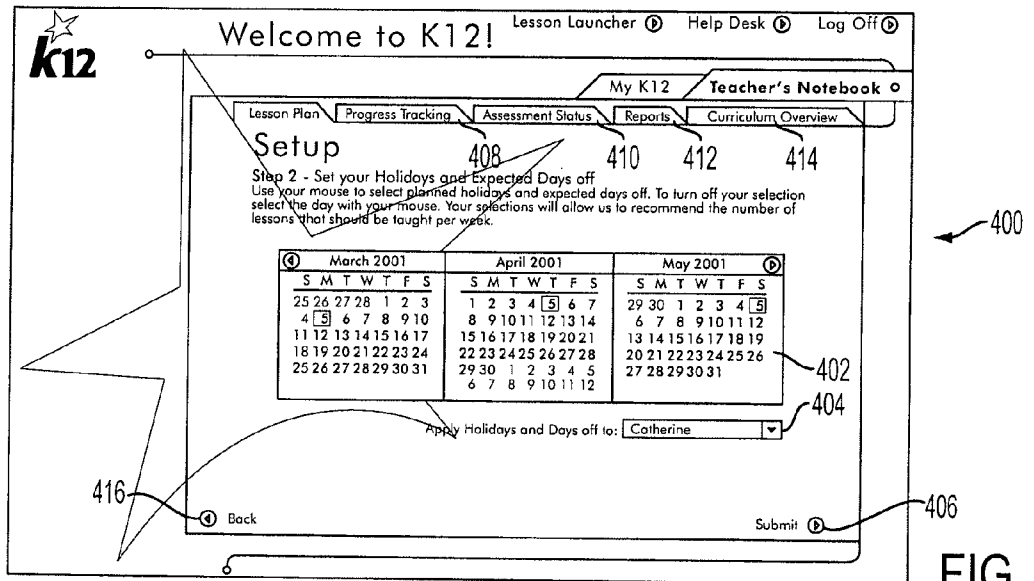 k12
Welcome to K12!
Lesson Launcher
Help Desk
Log Off
My K12
Teacher's Notebook
Lesson Plan
Progress Tracking
Assessment Status
Reports
Curriculum Overview
408
410
412
414
Setup
Step 2 - Set your Holidays and Expected Days off
Use your mouse to select planned holidays and expected days off. To turn off your selection
select the day with your mouse. Your selections will allow us to recommend the number of
lessons that should be taught per week.
400
March 2001
S M T W T F S
25 26 27 28 1 2 3
4 5 6 7 8 9 10
11 12 13 14 15 16 17
18 19 20 21 22 23 24
25 26 27 28 29 30 31
April 2001
S M T W T F S
1 2 3 4 5 6 7
8 9 10 11 12 13 14
15 16 17 18 19 20 21
22 23 24 25 26 27 28
29 30 1 2 3 4 5
6 7 8 9 10 11 12
May 2001
S M T W T F S
29 30 1 2 3 4 5
6 7 8 9 10 11 12
13 14 15 16 17 18 19
20 21 22 23 24 25 26
27 28 29 30 31
402
404
Apply Holidays and Days off to: Catherine
416
Back
Submit
406
FIG